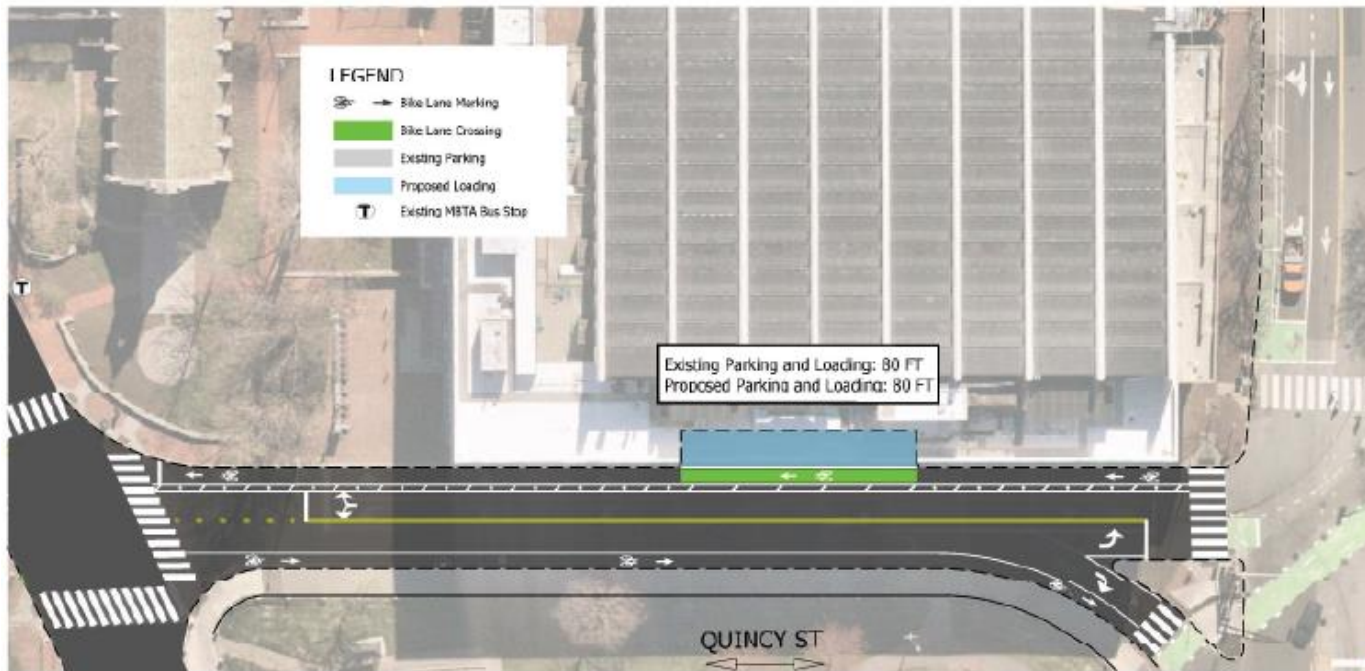 LEGEND
Bike Lane Marking
Bike Lane Crossing
Existing Parking
Proposed Loading
T Existing MBTA Bus Stop
T
Existing Parking and Loading: 80 FT
Proposed Parking and Loading: 80 FT
QUINCY ST